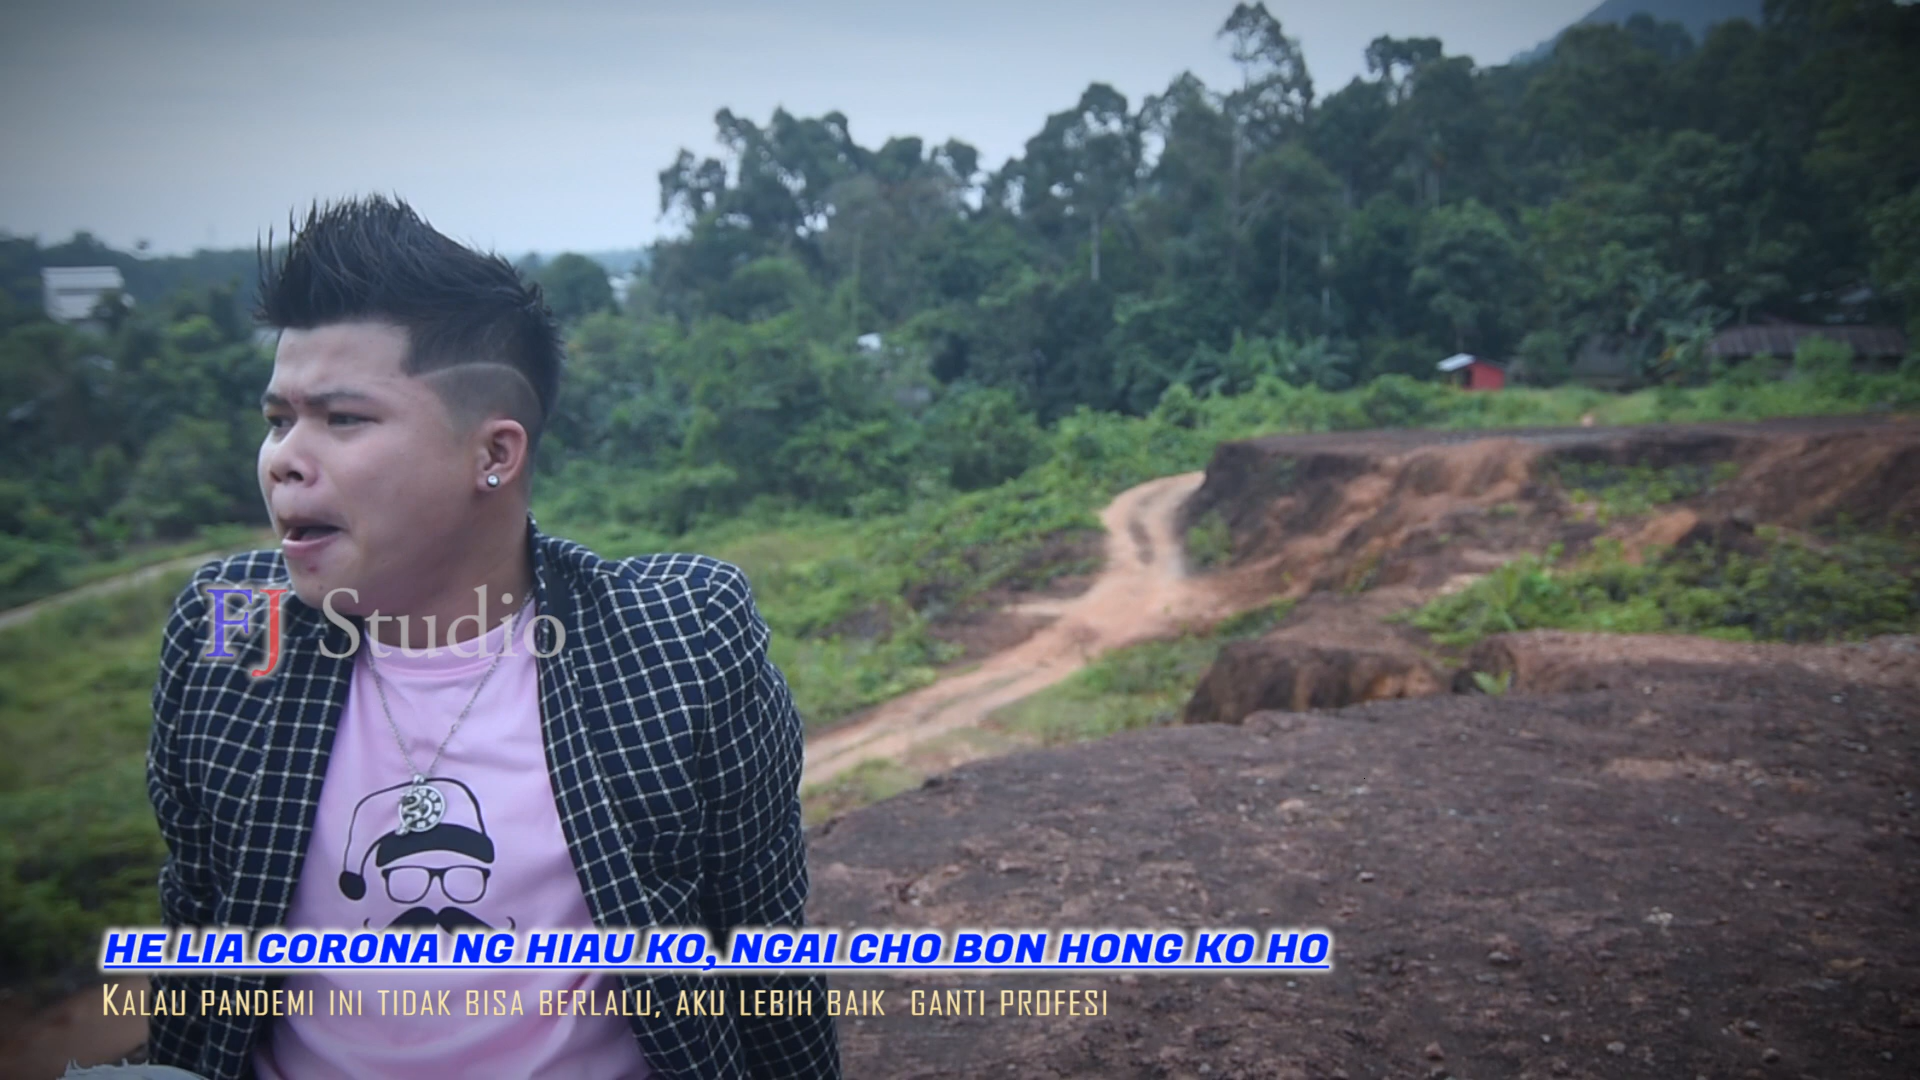 FJ Studio
HE LIA CORONA NG HIAU KO, NGAI CHO BON HONG KO HO
KALAU PANDEMI INI TIDAK BISA BERLALU, AKU LEBIH BAIK GANTI PROFESI